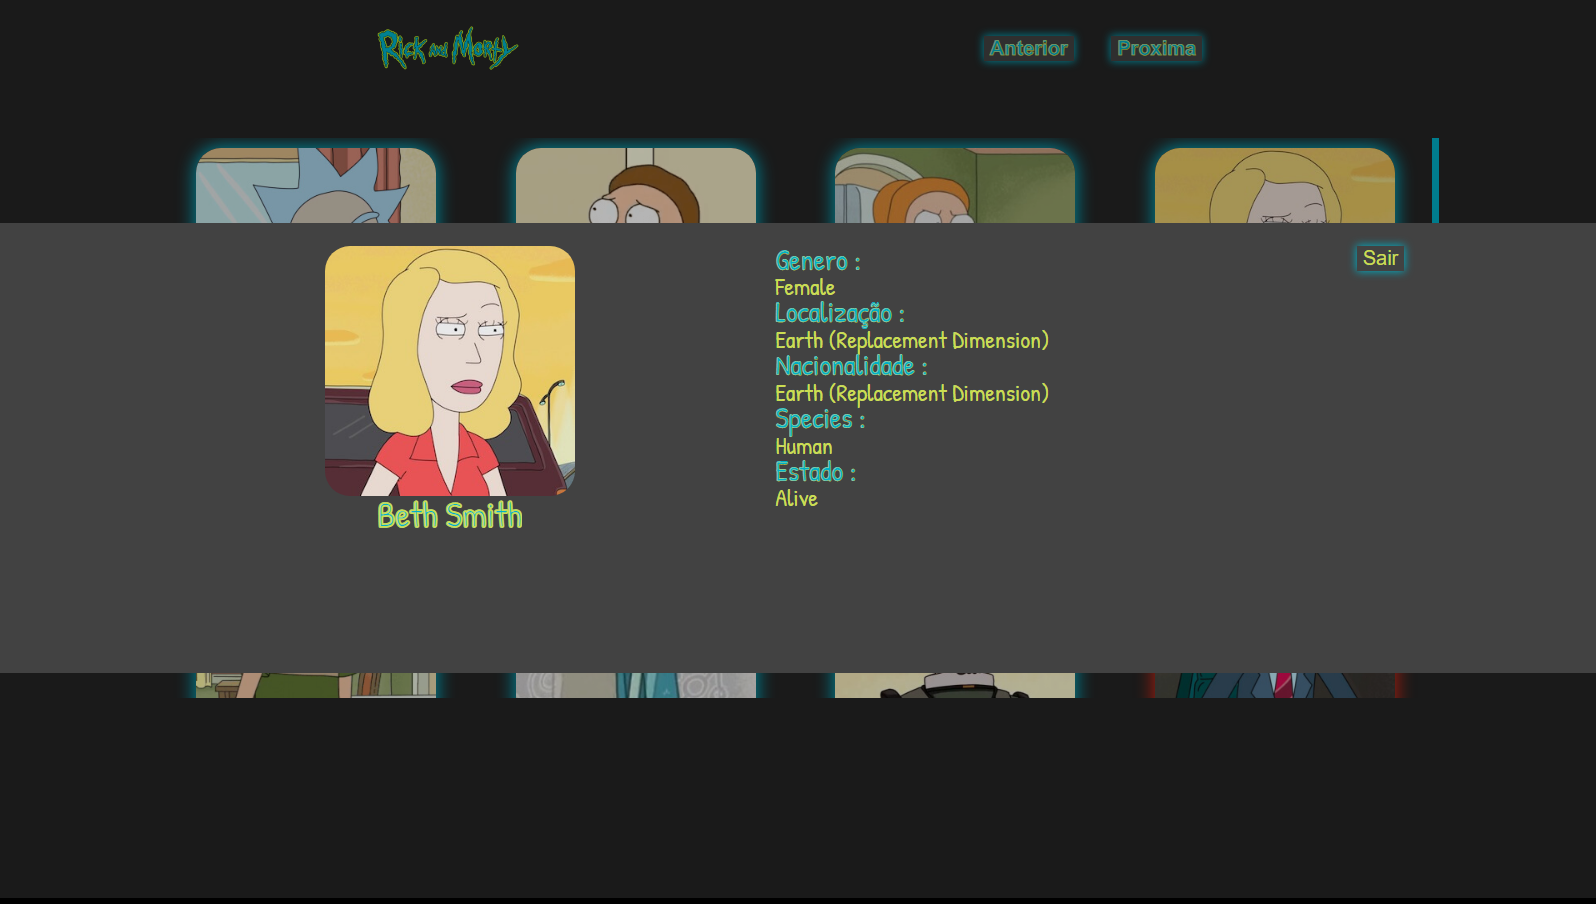 Rick and Morty
Anterior
Proxima
Sair
Genero :
Female
Localização :
Earth (Replacement Dimension)
Nacionalidade :
Earth (Replacement Dimension)
Species :
Human
Estado :
Alive
Beth Smith